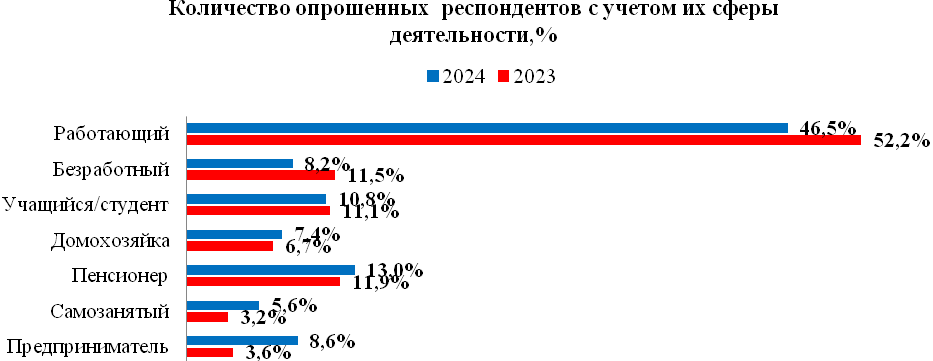 Количество опрошенных респондентов с учетом их сферы
деятельности,%
2024 2023
Работающий 46,5%
52,2%
Безработный 8,2%
11,5%
Учащийся/студент 10,8%
11,1%
Домохозяйка 7,4%
6,7%
Пенсионер 13,0%
11,9%
Самозанятый 5,6%
3,2%
Предприниматель 8,6%
3,6%